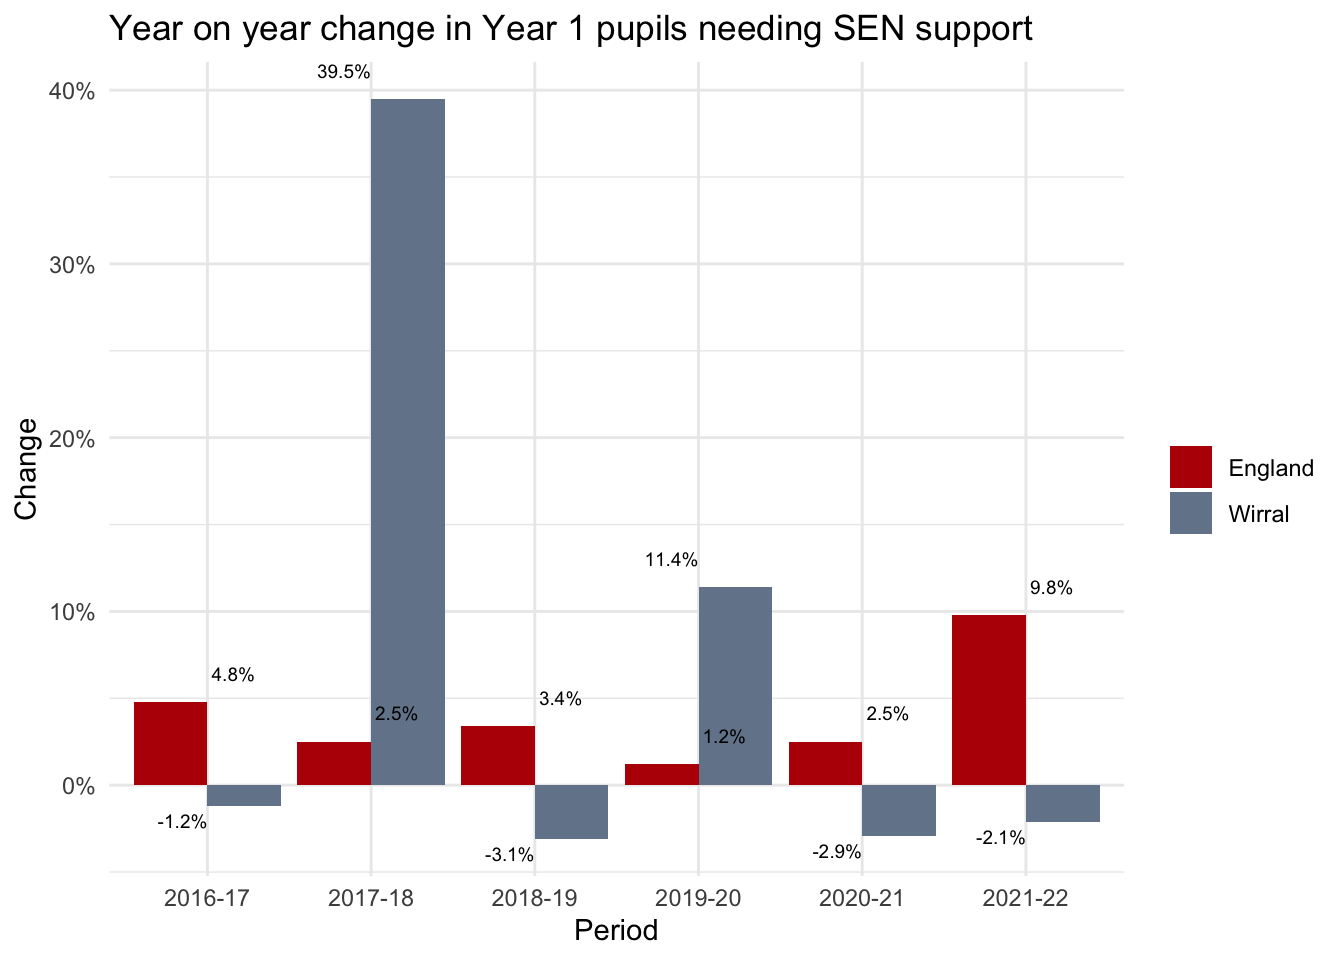 Year on year change in Year 1 pupils needing SEN support
39.5%
40%
30%
20%
10%
0%
Change
11.4%
9.8%
4.8%
3.4%
2.5%
2.5%
1.2%
-1.2%
-3.1%
-2.9%
-2.1%
2016-17 2017-18 2018-19 2019-20 2020-21 2021-22
Period
England
Wirral